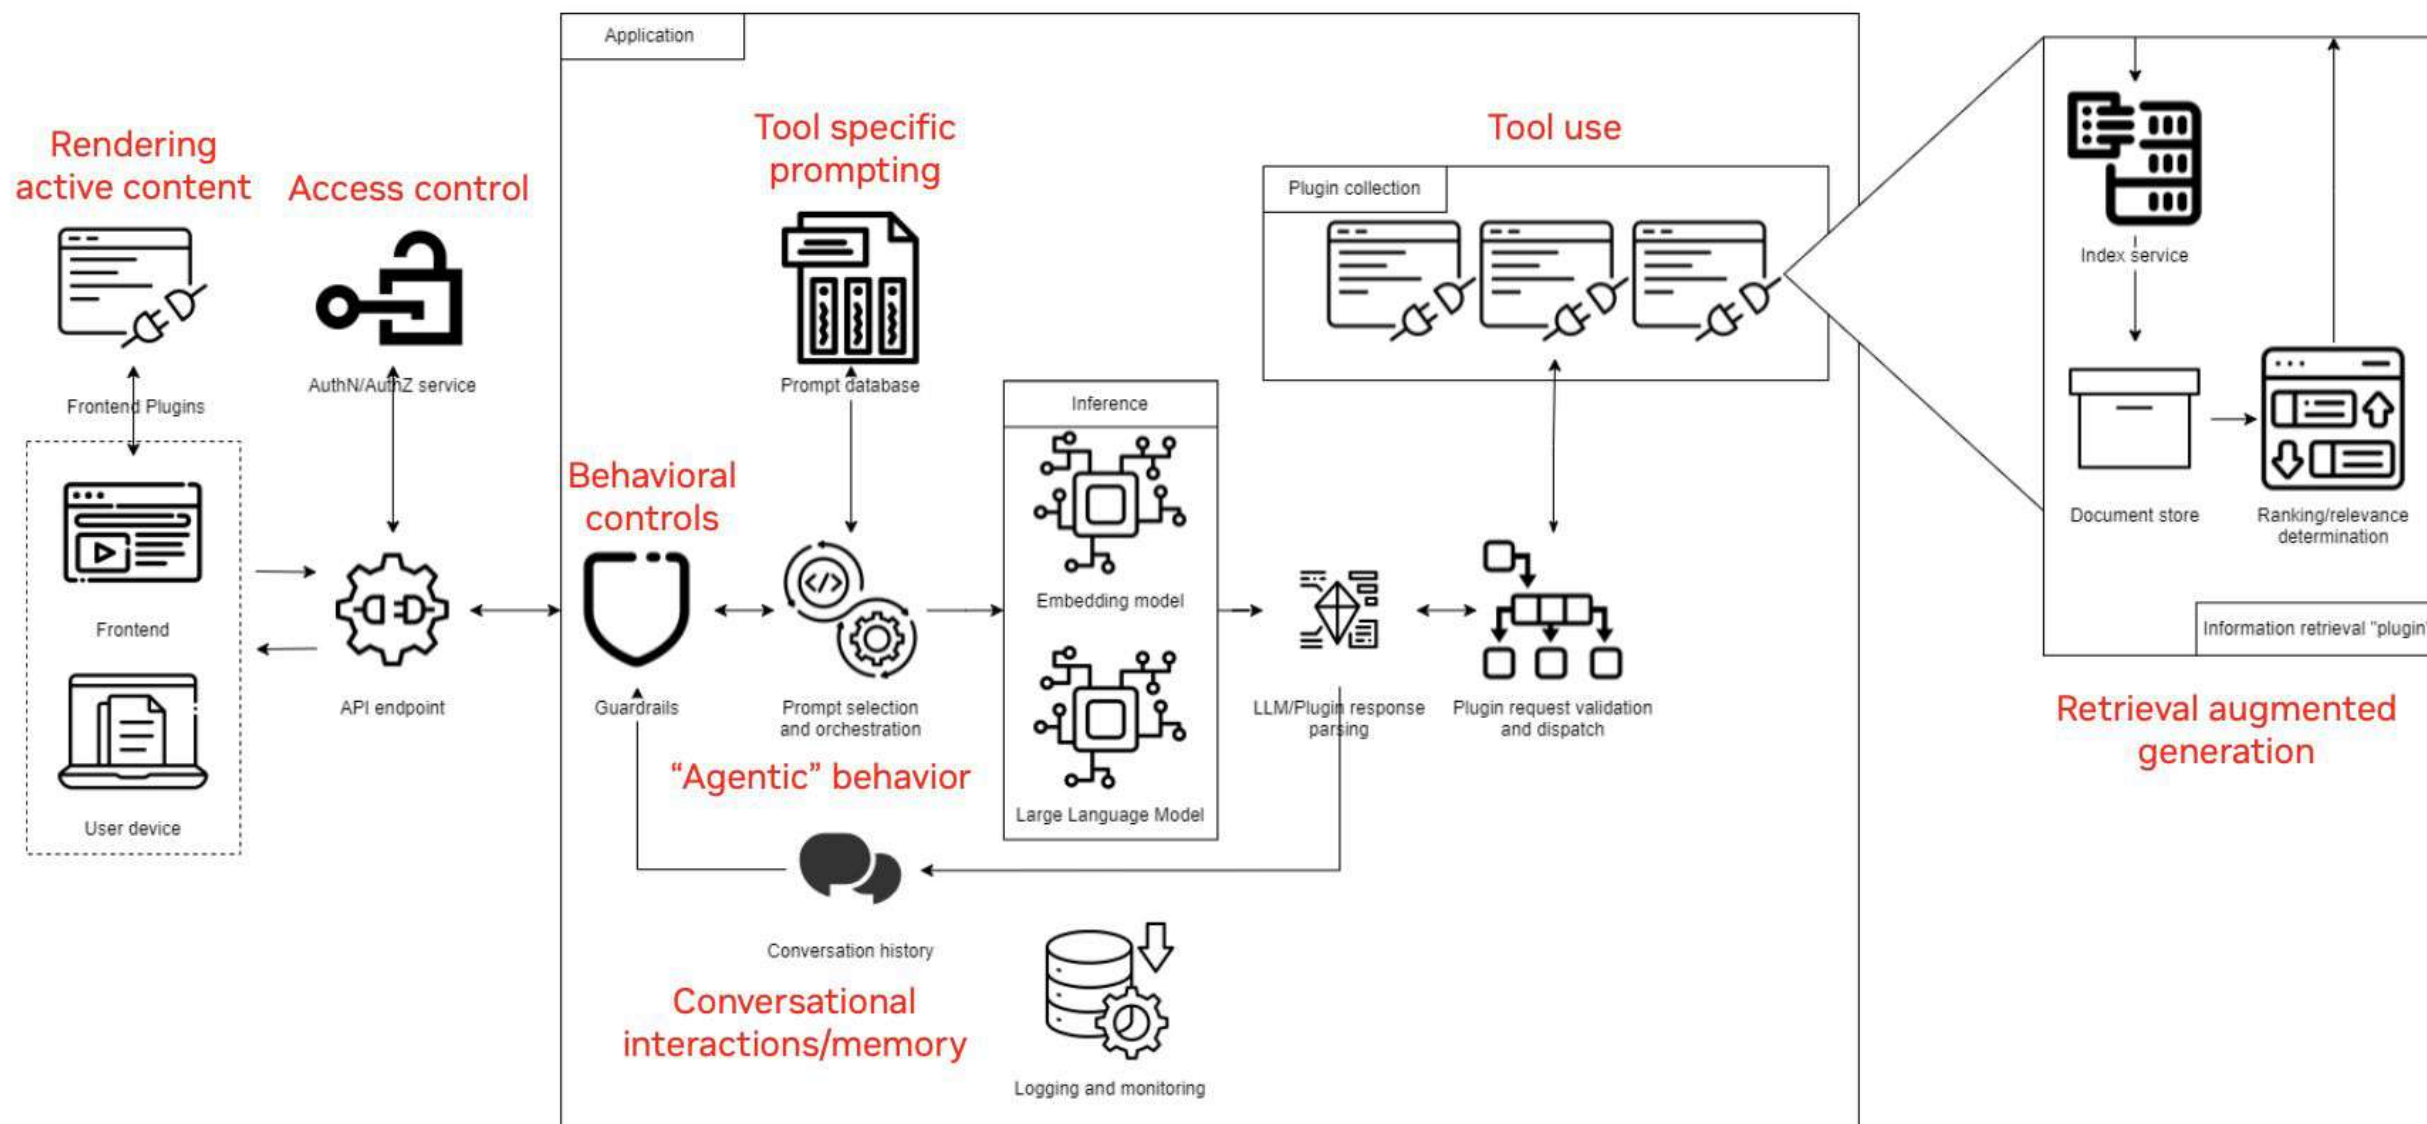 Application
Rendering
active content
Access control
Tool specific
prompting
Tool use
Plugin collection
Index service
AuthN/AuthZ service
Prompt database
Frontend Plugins
Inference
Behavioral
controls
Document store
Ranking/relevance
determination
Embedding model
Frontend
Information retrieval "plugin"
API endpoint
Guardrails
Prompt selection
and orchestration
LLM/Plugin response
parsing
Plugin request validation
and dispatch
Retrieval augmented
generation
“Agentic” behavior
Large Language Model
User device
Conversation history
Conversational
interactions/memory
Logging and monitoring